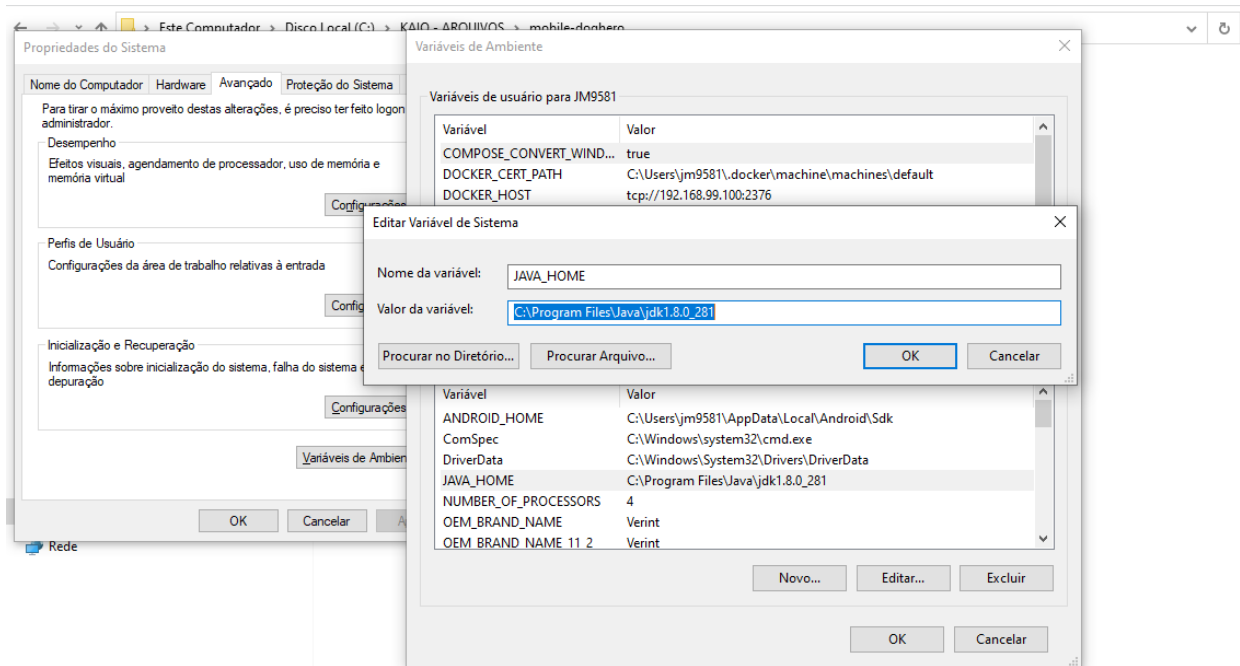 Este Computador > Disco Local (C:) > KAIO - ARQUIVOS > mobile-doghero
Propriedades do Sistema
Nome do Computador Hardware Avançado Proteção do Sistema
Para tirar o máximo proveito destas alterações, é preciso ter feito logon
administrador.
Desempenho
Efeitos visuais, agendamento de processador, uso de memória e
memória virtual
Configurações
Perfis de Usuário
Configurações da área de trabalho relativas à entrada
Config
Inicialização e Recuperação
Informações sobre inicialização do sistema, falha do sistema e
depuração
Configurações
Variáveis de Ambien
OK Cancelar A
Rede
Variáveis de Ambiente
Variáveis de usuário para JM9581
Variável Valor
COMPOSE_CONVERT_WIND... true
DOCKER_CERT_PATH C:\Users\jm9581\.docker\machine\machines\default
DOCKER_HOST tcp://192.168.99.100:2376
Editar Variável de Sistema
Nome da variável: JAVA_HOME
Valor da variável: C:\Program Files\Java\jdk1.8.0_281
Procurar no Diretório... Procurar Arquivo... OK Cancelar
Variável Valor
ANDROID_HOME C:\Users\jm9581\AppData\Local\Android\Sdk
ComSpec C:\Windows\system32\cmd.exe
DriverData C:\Windows\System32\Drivers\DriverData
JAVA_HOME C:\Program Files\Java\jdk1.8.0_281
NUMBER_OF_PROCESSORS 4
OEM_BRAND_NAME Verint
OEM_BRAND_NAME_11_2 Verint
Novo... Editar... Excluir
OK Cancelar